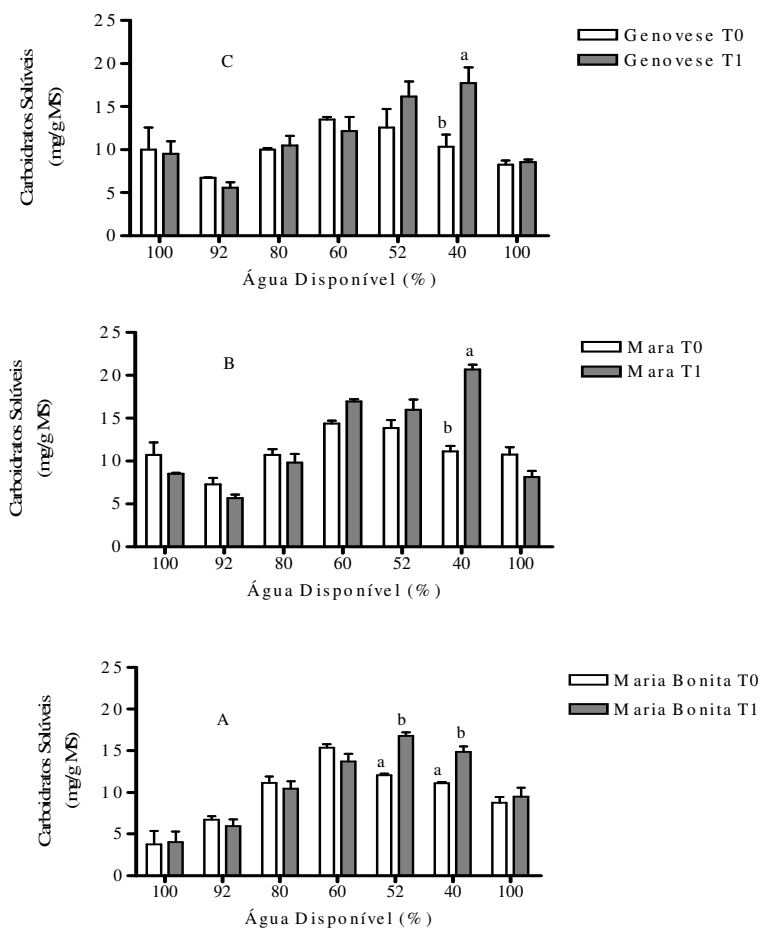 Genovese T0
Genovese T1
C
a
b
25
20
15
10
5
0
Carboidratos Solúveis
(mg/g MS)
100 92 80 60 52 40 100
Água Disponível (%)
Mara T0
Mara T1
B
a
b
25
20
15
10
5
0
Carboidratos Solúveis
(mg/g MS)
100 92 80 60 52 40 100
Água Disponível (%)
Maria Bonita T0
Maria Bonita T1
A
a b a b
25
20
15
10
5
0
Carboidratos Solúveis
(mg/g MS)
100 92 80 60 52 40 100
Água Disponível (%)